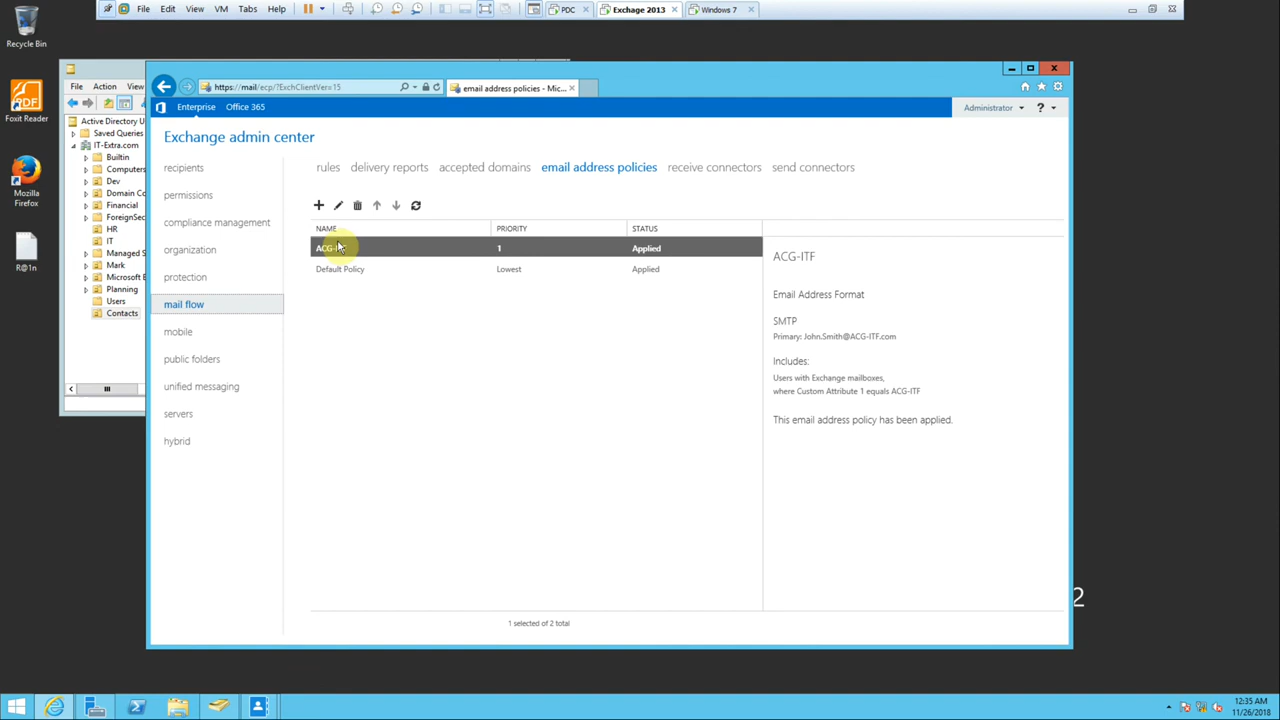 File Edit View VM Tabs Help PDC Exchage 2013 Windows 7
Recycle Bin
Foxit Reader
Mozilla Firefox
R@1n
File Action View
Active Directory U
Saved Queries
IT-Extra.com
Builtin
Computers
Dev
Domain Co
Financial
ForeignSec
HR
IT
Managed S
Mark
Microsoft E
Planning
Users
Contacts
https://mail/ecp/?ExchClientVer=15
email address policies - Mic...
Enterprise Office 365
Administrator ?
Exchange admin center
recipients
permissions
compliance management
organization
protection
mail flow
mobile
public folders
unified messaging
servers
hybrid
rules delivery reports accepted domains email address policies receive connectors send connectors
NAME PRIORITY STATUS
ACG-ITF 1 Applied
Default Policy Lowest Applied
1 selected of 2 total
ACG-ITF
Email Address Format
SMTP
Primary: John.Smith@ACG-ITF.com
Includes:
Users with Exchange mailboxes,
where Custom Attribute 1 equals ACG-ITF
This email address policy has been applied.
2
12:35 AM
11/26/2018